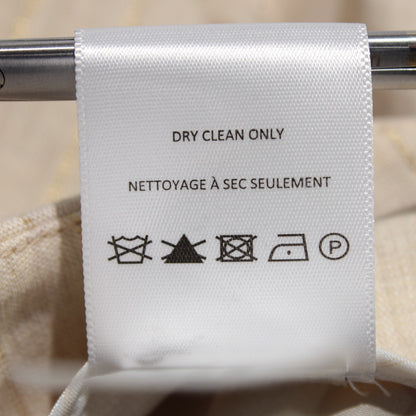 DRY CLEAN ONLY
NETTOYAGE À SEC SEULEMENT
P